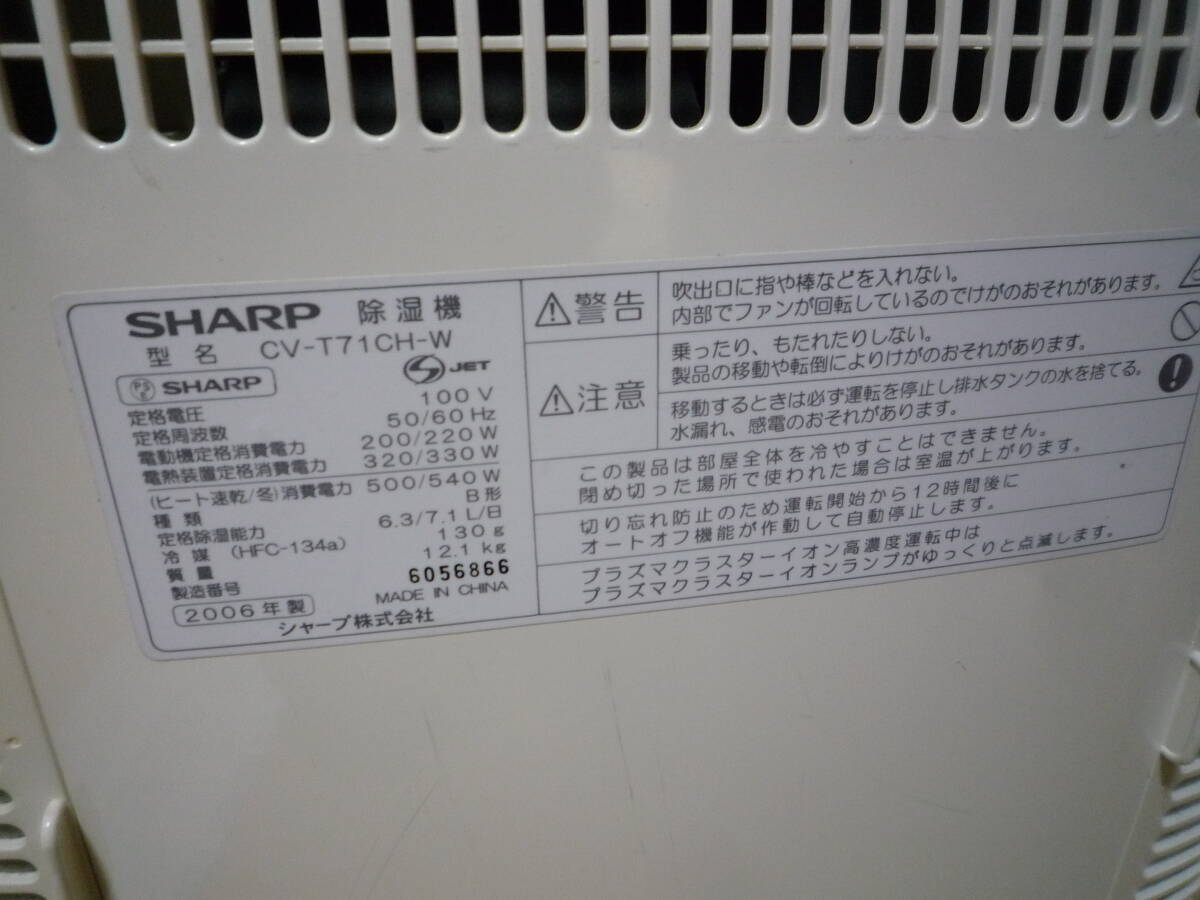 SHARP 除湿機
型名 CV-T71CH-W
PS E SHARP
S JET
定格電圧 100 V
定格周波数 50/60 Hz
電動機定格消費電力 200/220 W
電熱装置定格消費電力 320/330 W
(ヒート速乾/冬)消費電力 500/540 W
種類 B形
定格除湿能力 6.3/7.1 L/日
冷媒 (HFC-134a) 130 g
質量 12.1 kg
製造番号 6056866
2006年製 MADE IN CHINA
シャープ株式会社
警告
吹出口に指や棒などを入れない。
内部でファンが回転しているのでけがのおそれがあります。
注意
乗ったり、もたれたりしない。
製品の移動や転倒によりけがのおそれがあります。
移動するときは必ず運転を停止し排水タンクの水を捨てる。
水漏れ、感電のおそれがあります。
この製品は部屋全体を冷やすことはできません。
閉め切った場所で使われた場合は室温が上がります。
切り忘れ防止のため運転開始から12時間後に
オートオフ機能が作動して自動停止します。
プラズマクラスターイオン高濃度運転中は
プラズマクラスターイオンランプがゆっくりと点滅します。